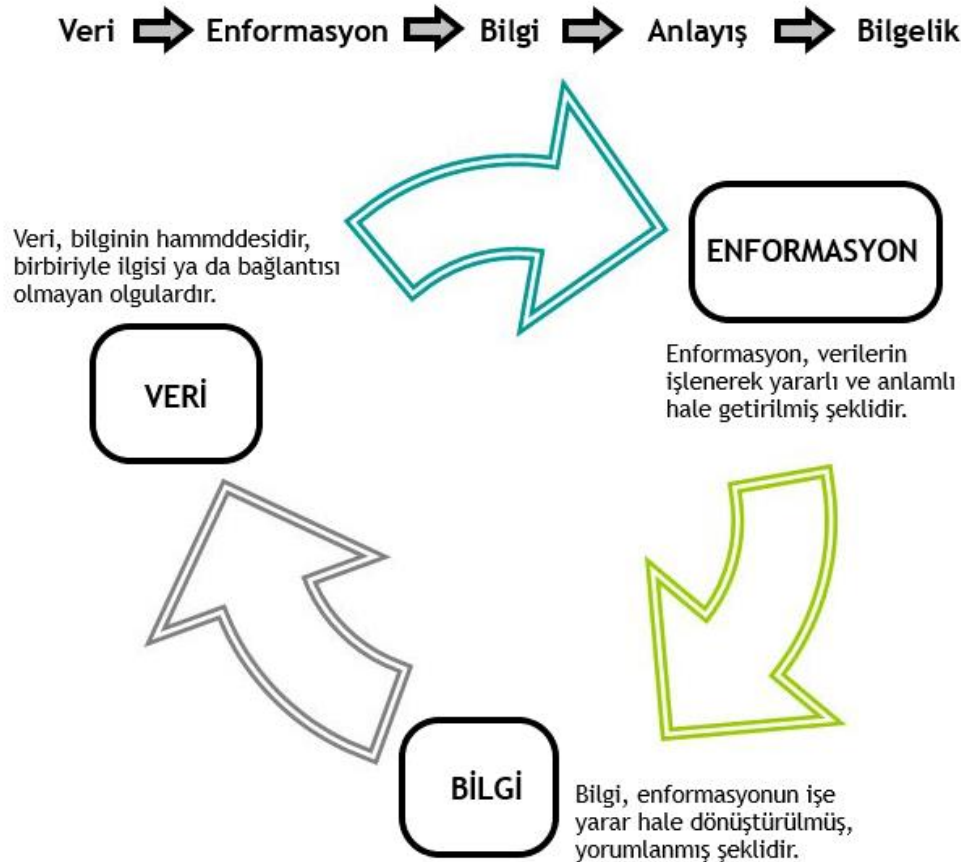 Veri Enformasyon Bilgi Anlayış Bilgelik
Veri, bilginin hammddesidir,
birbiriyle ilgisi ya da bağlantısı
olmayan olgulardır.
VERİ
ENFORMASYON
Enformasyon, verilerin
işlenerek yararlı ve anlamlı
hale getirilmiş şeklidir.
BİLGİ
Bilgi, enformasyonun işe
yarar hale dönüştürülmüş,
yorumlanmış şeklidir.